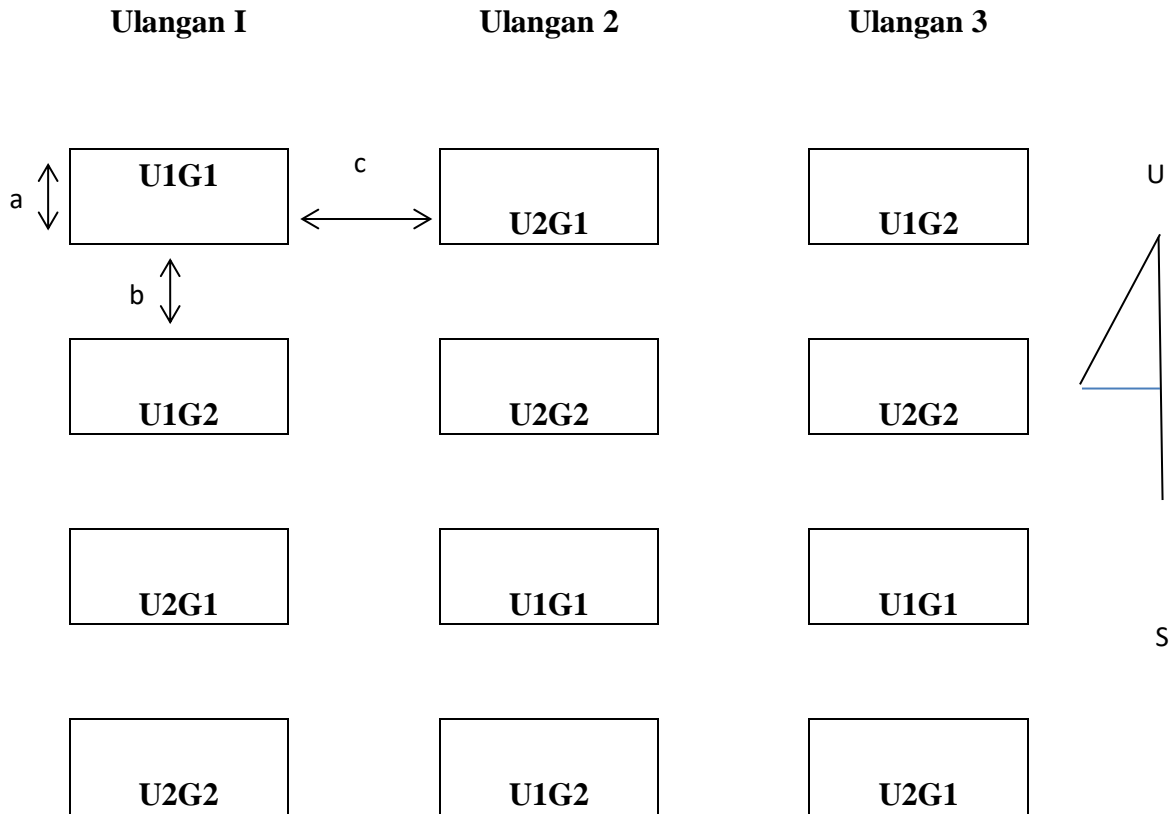 Ulangan I Ulangan 2 Ulangan 3
U1G1 c U
a
U2G1 U1G2
b
U1G2 U2G2 U2G2
U2G1 U1G1 U1G1
S
U2G2 U1G2 U2G1